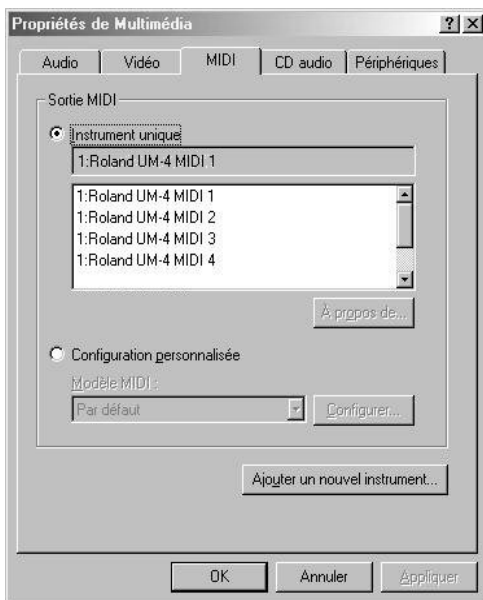 Propriétés de Multimédia
Audio Vidéo MIDI CD audio Périphériques
Sortie MIDI
Instrument unique
1:Roland UM-4 MIDI 1
1:Roland UM-4 MIDI 1
1:Roland UM-4 MIDI 2
1:Roland UM-4 MIDI 3
1:Roland UM-4 MIDI 4
À propos de...
Configuration personnalisée
Modèle MIDI :
Par défaut Configurer...
Ajouter un nouvel instrument...
OK Annuler Appliquer